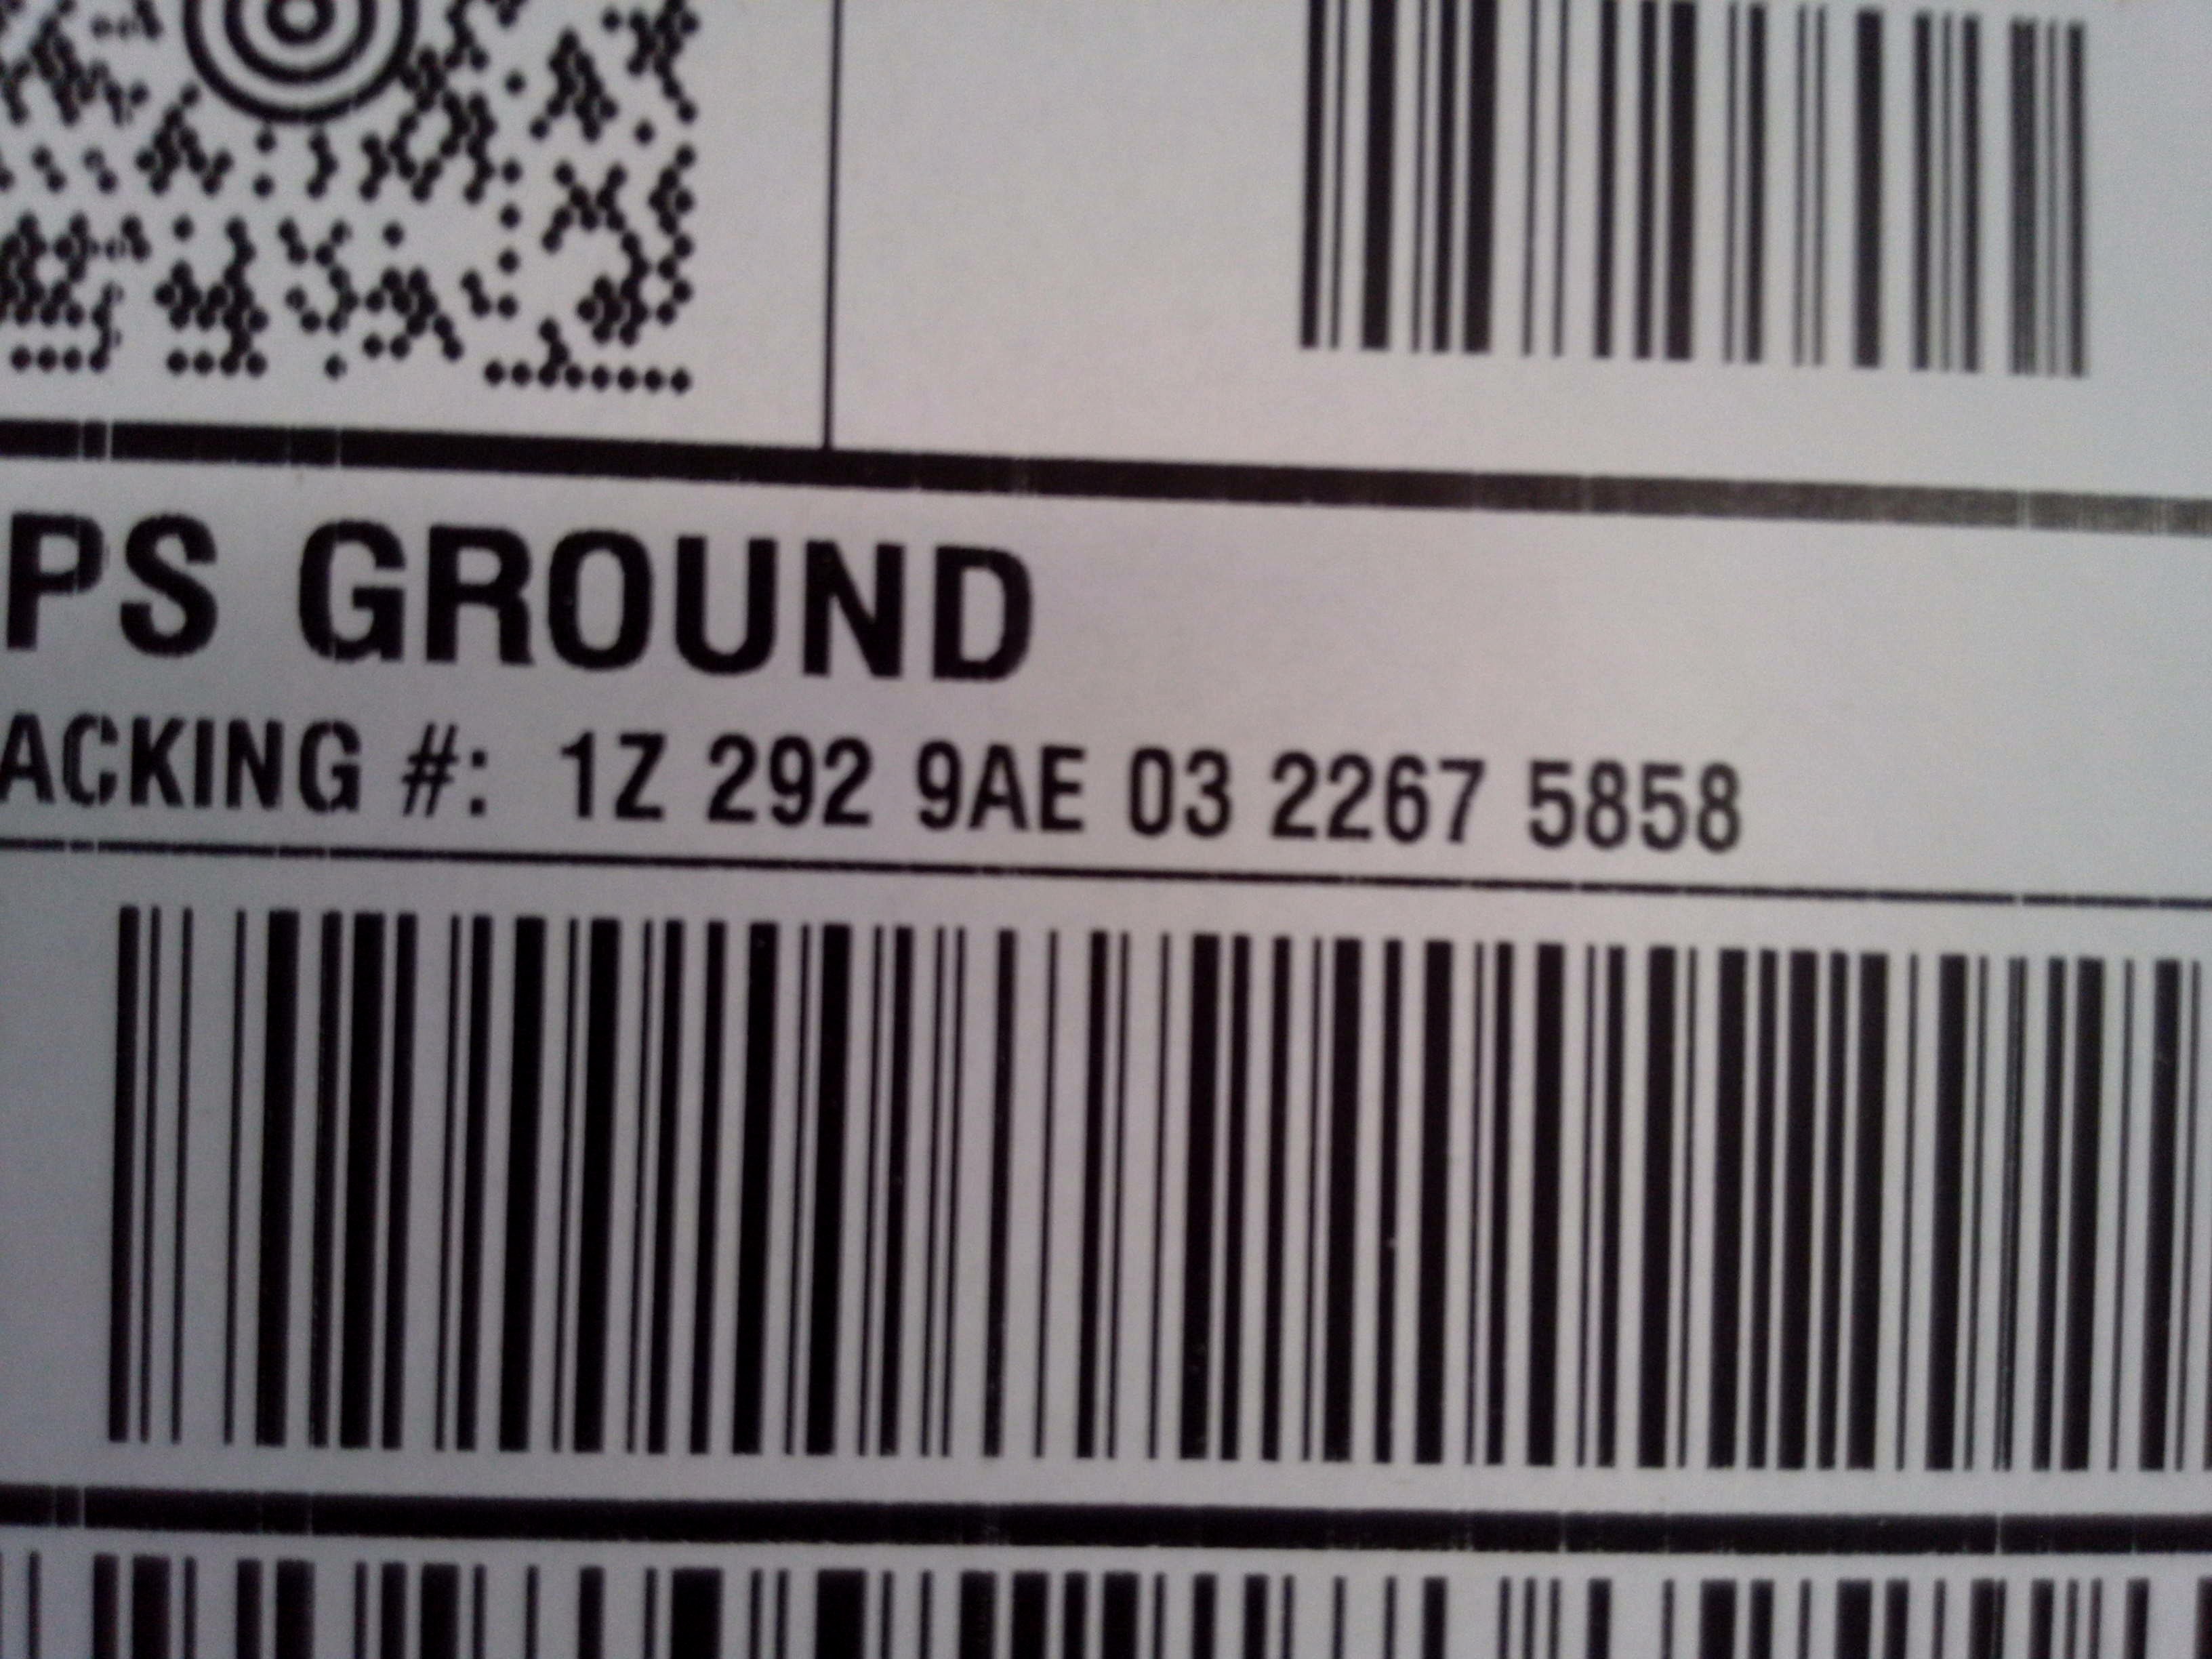 PS GROUND
ACKING #: 1Z 292 9AE 03 2267 5858